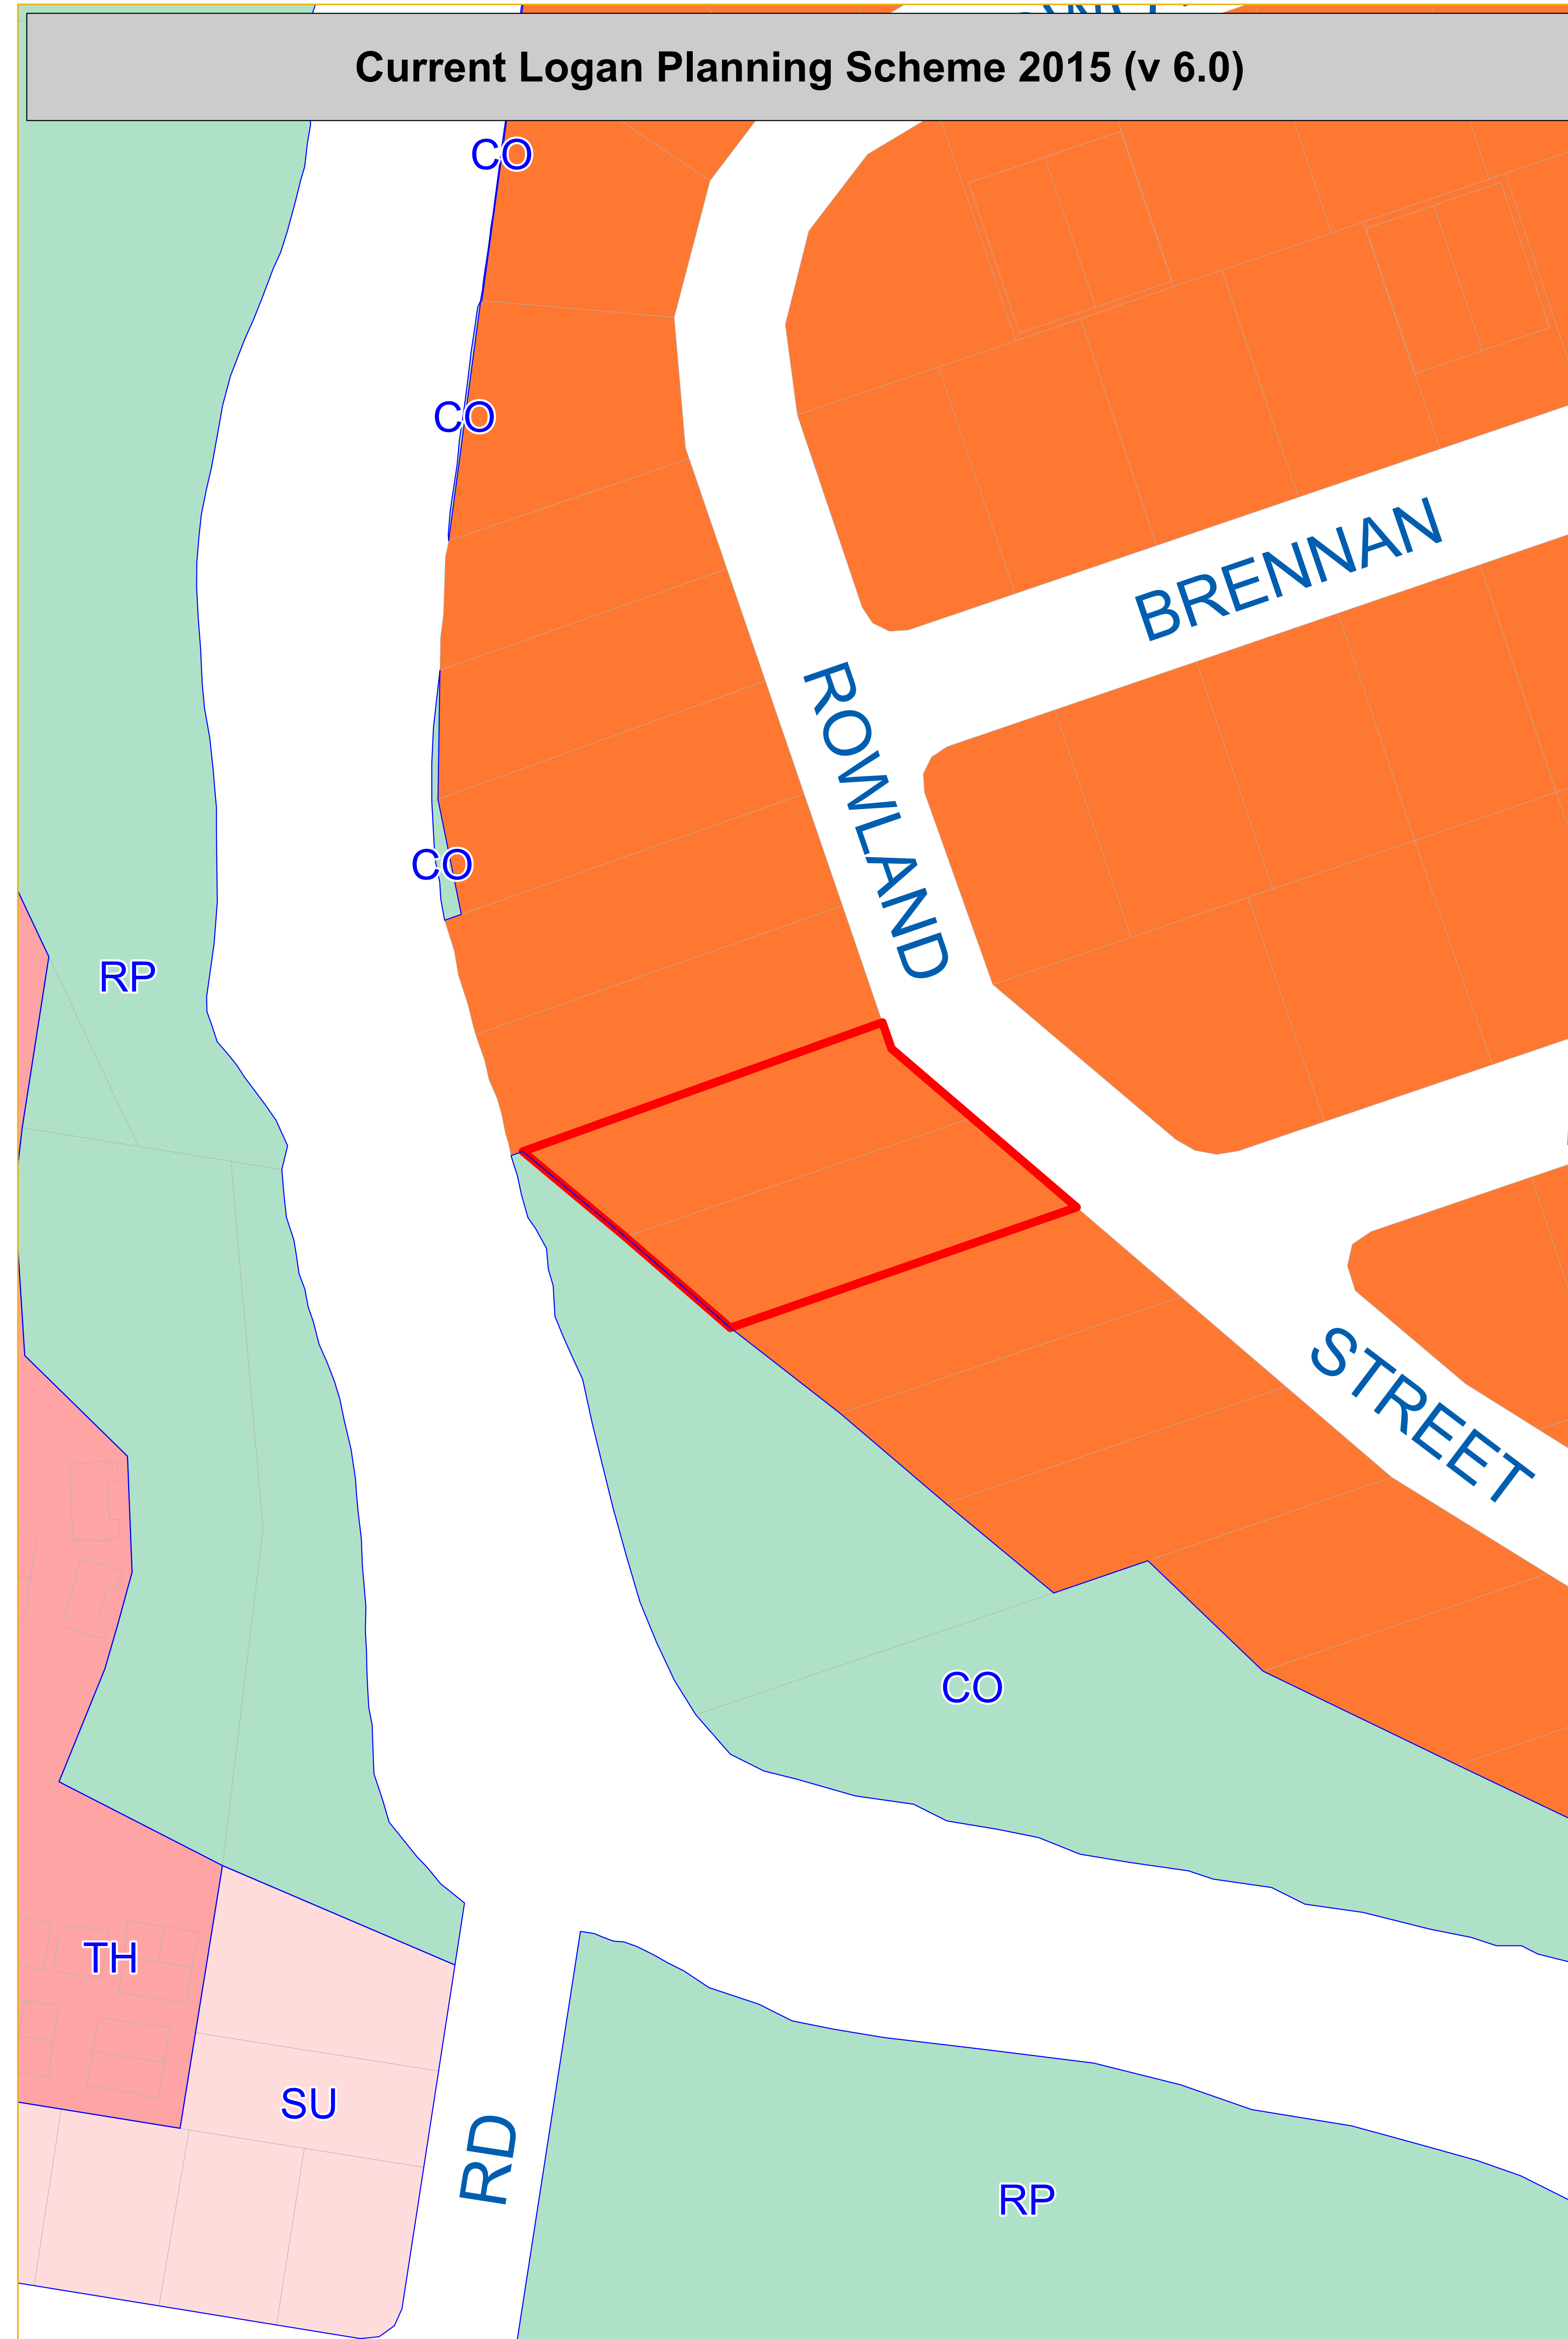 Current Logan Planning Scheme 2015 (v 6.0)
CO
CO
BRENNAN
ROWLAND
CO
RP
STREET
CO
TH
SU
RD
RP